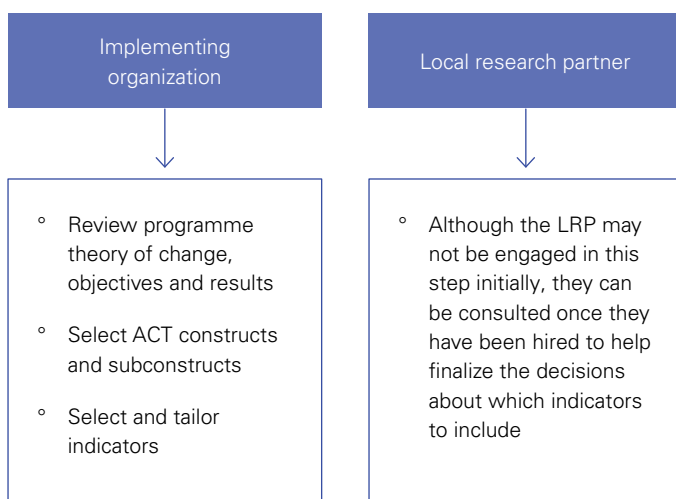 Implementing
organization
° Review programme
theory of change,
objectives and results
° Select ACT constructs
and subconstructs
° Select and tailor
indicators
Local research partner
° Although the LRP may
not be engaged in this
step initially, they can
be consulted once they
have been hired to help
finalize the decisions
about which indicators
to include